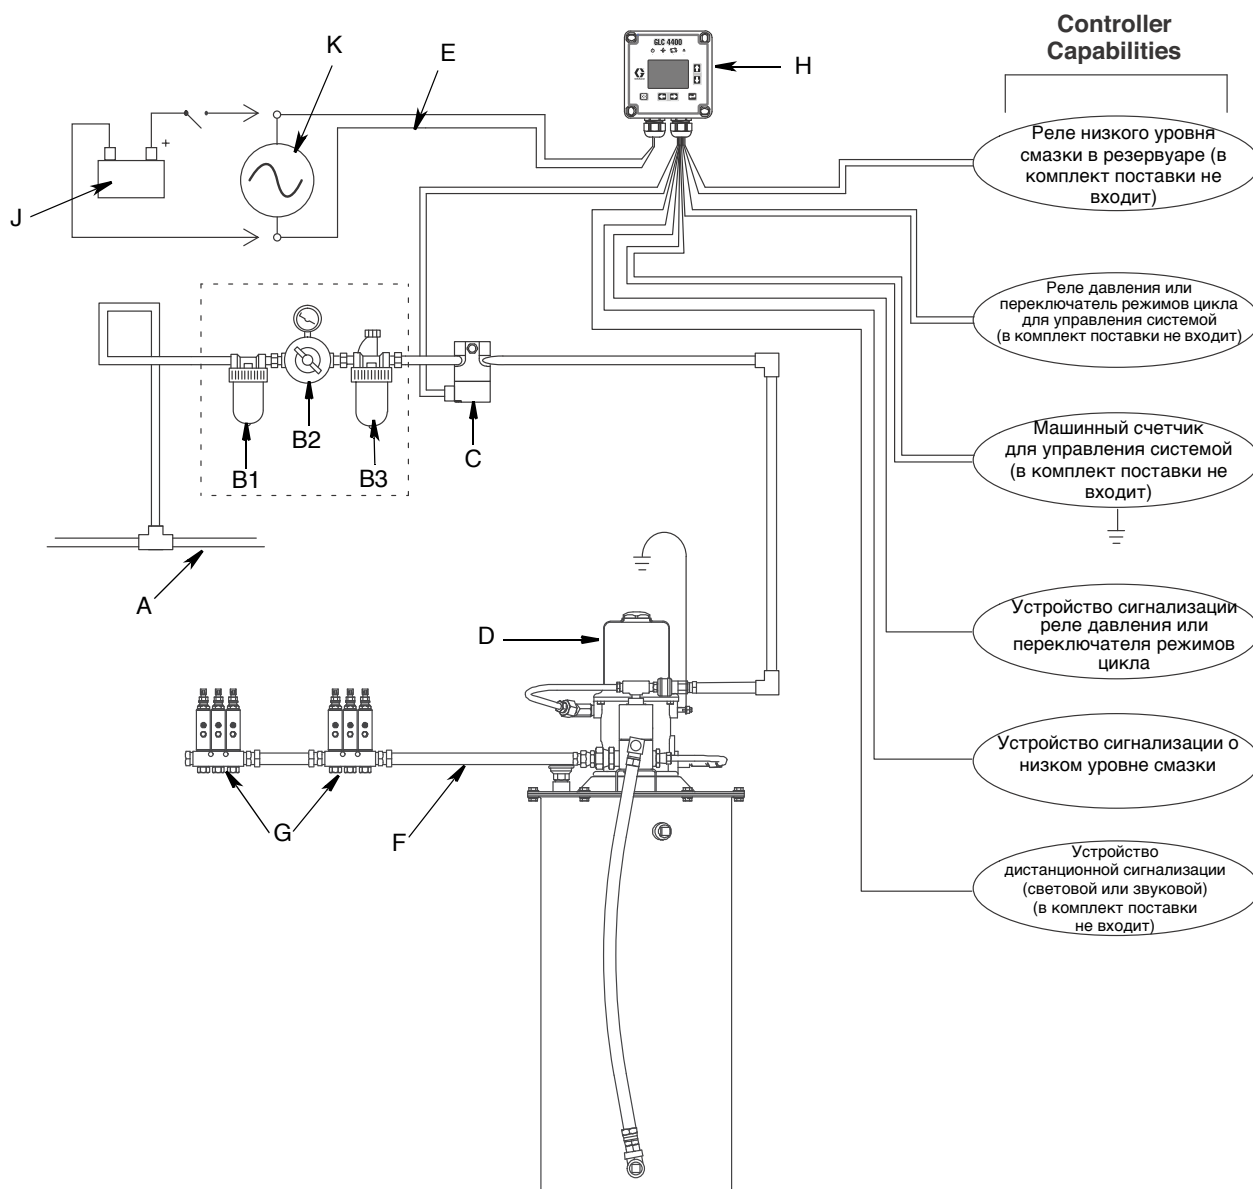 Controller
Capabilities
K
E
GLC 4400
H
J
+
Реле низкого уровня
смазки в резервуаре (в
комплект поставки не
входит)
Реле давления или
переключатель режимов цикла
для управления системой
(в комплект поставки не входит)
B1
B2
B3
C
Машинный счетчик
для управления системой
(в комплект поставки не
входит)
A
D
Устройство сигнализации
реле давления или
переключателя режимов
цикла
G
F
Устройство сигнализации о
низком уровне смазки
Устройство
дистанционной сигнализации
(световой или звуковой)
(в комплект поставки
не входит)